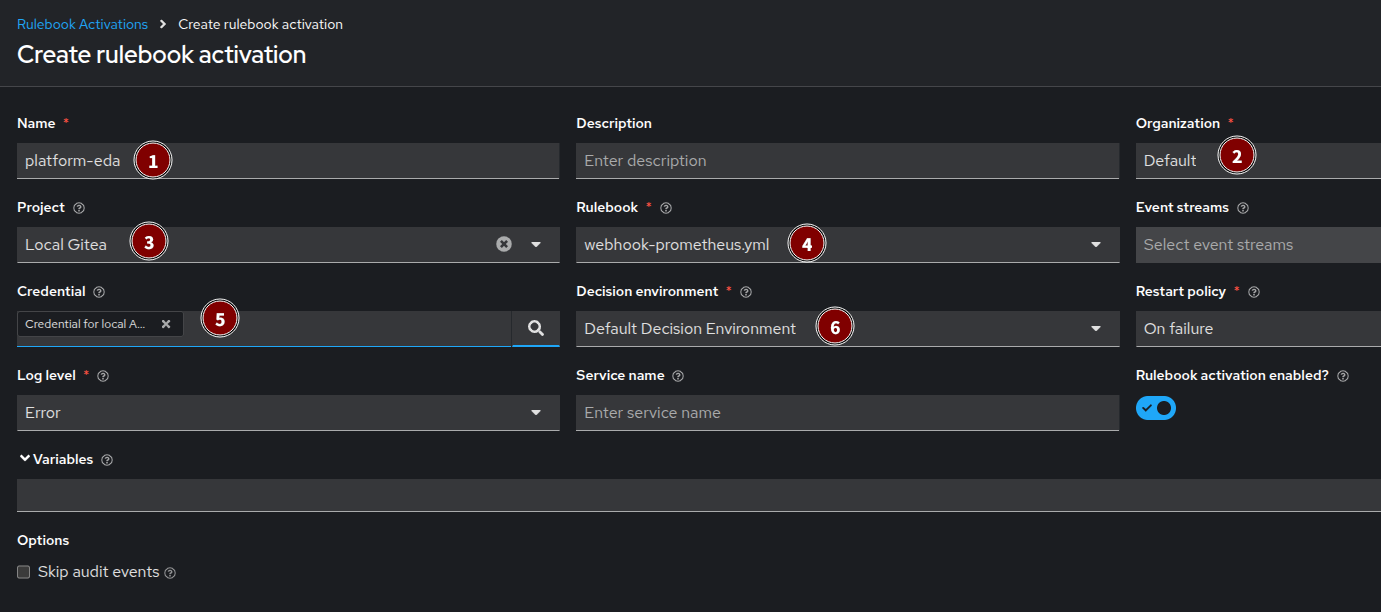 Rulebook Activations > Create rulebook activation
Create rulebook activation
Name * Description Organization *
platform-eda 1 Enter description Default 2
Project Rulebook * Event streams
Local Gitea 3 webhook-prometheus.yml 4 Select event streams
Credential Decision environment * Restart policy *
Credential for local A... 5 Default Decision Environment 6 On failure
Log level * Service name Rulebook activation enabled?
Error Enter service name
Variables
Options
Skip audit events